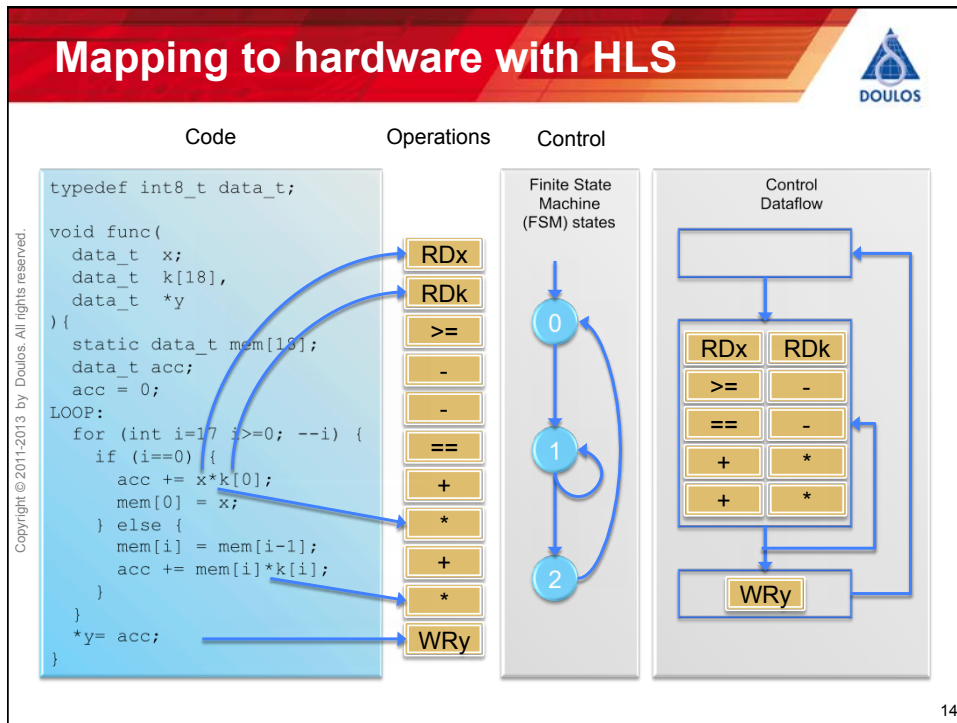 Mapping to hardware with HLS
DOULOS
Code
Operations
Control
typedef int8_t data_t;
void func(
data_t x;
data_t k[18],
data_t *y
){
static data_t mem[18];
data_t acc;
acc = 0;
LOOP:
for (int i=17 i>=0; --i) {
if (i==0) {
acc += x*k[0];
mem[0] = x;
} else {
mem[i] = mem[i-1];
acc += mem[i]*k[i];
}
}
*y= acc;
}
RDx
RDk
>=
-
-
==
+
*
+
*
WRy
Finite State
Machine
(FSM) states
0
1
2
Control
Dataflow
RDx RDk
>= -
== -
+ *
+ *
WRy
Copyright © 2011-2013 by Doulos. All rights reserved.
14